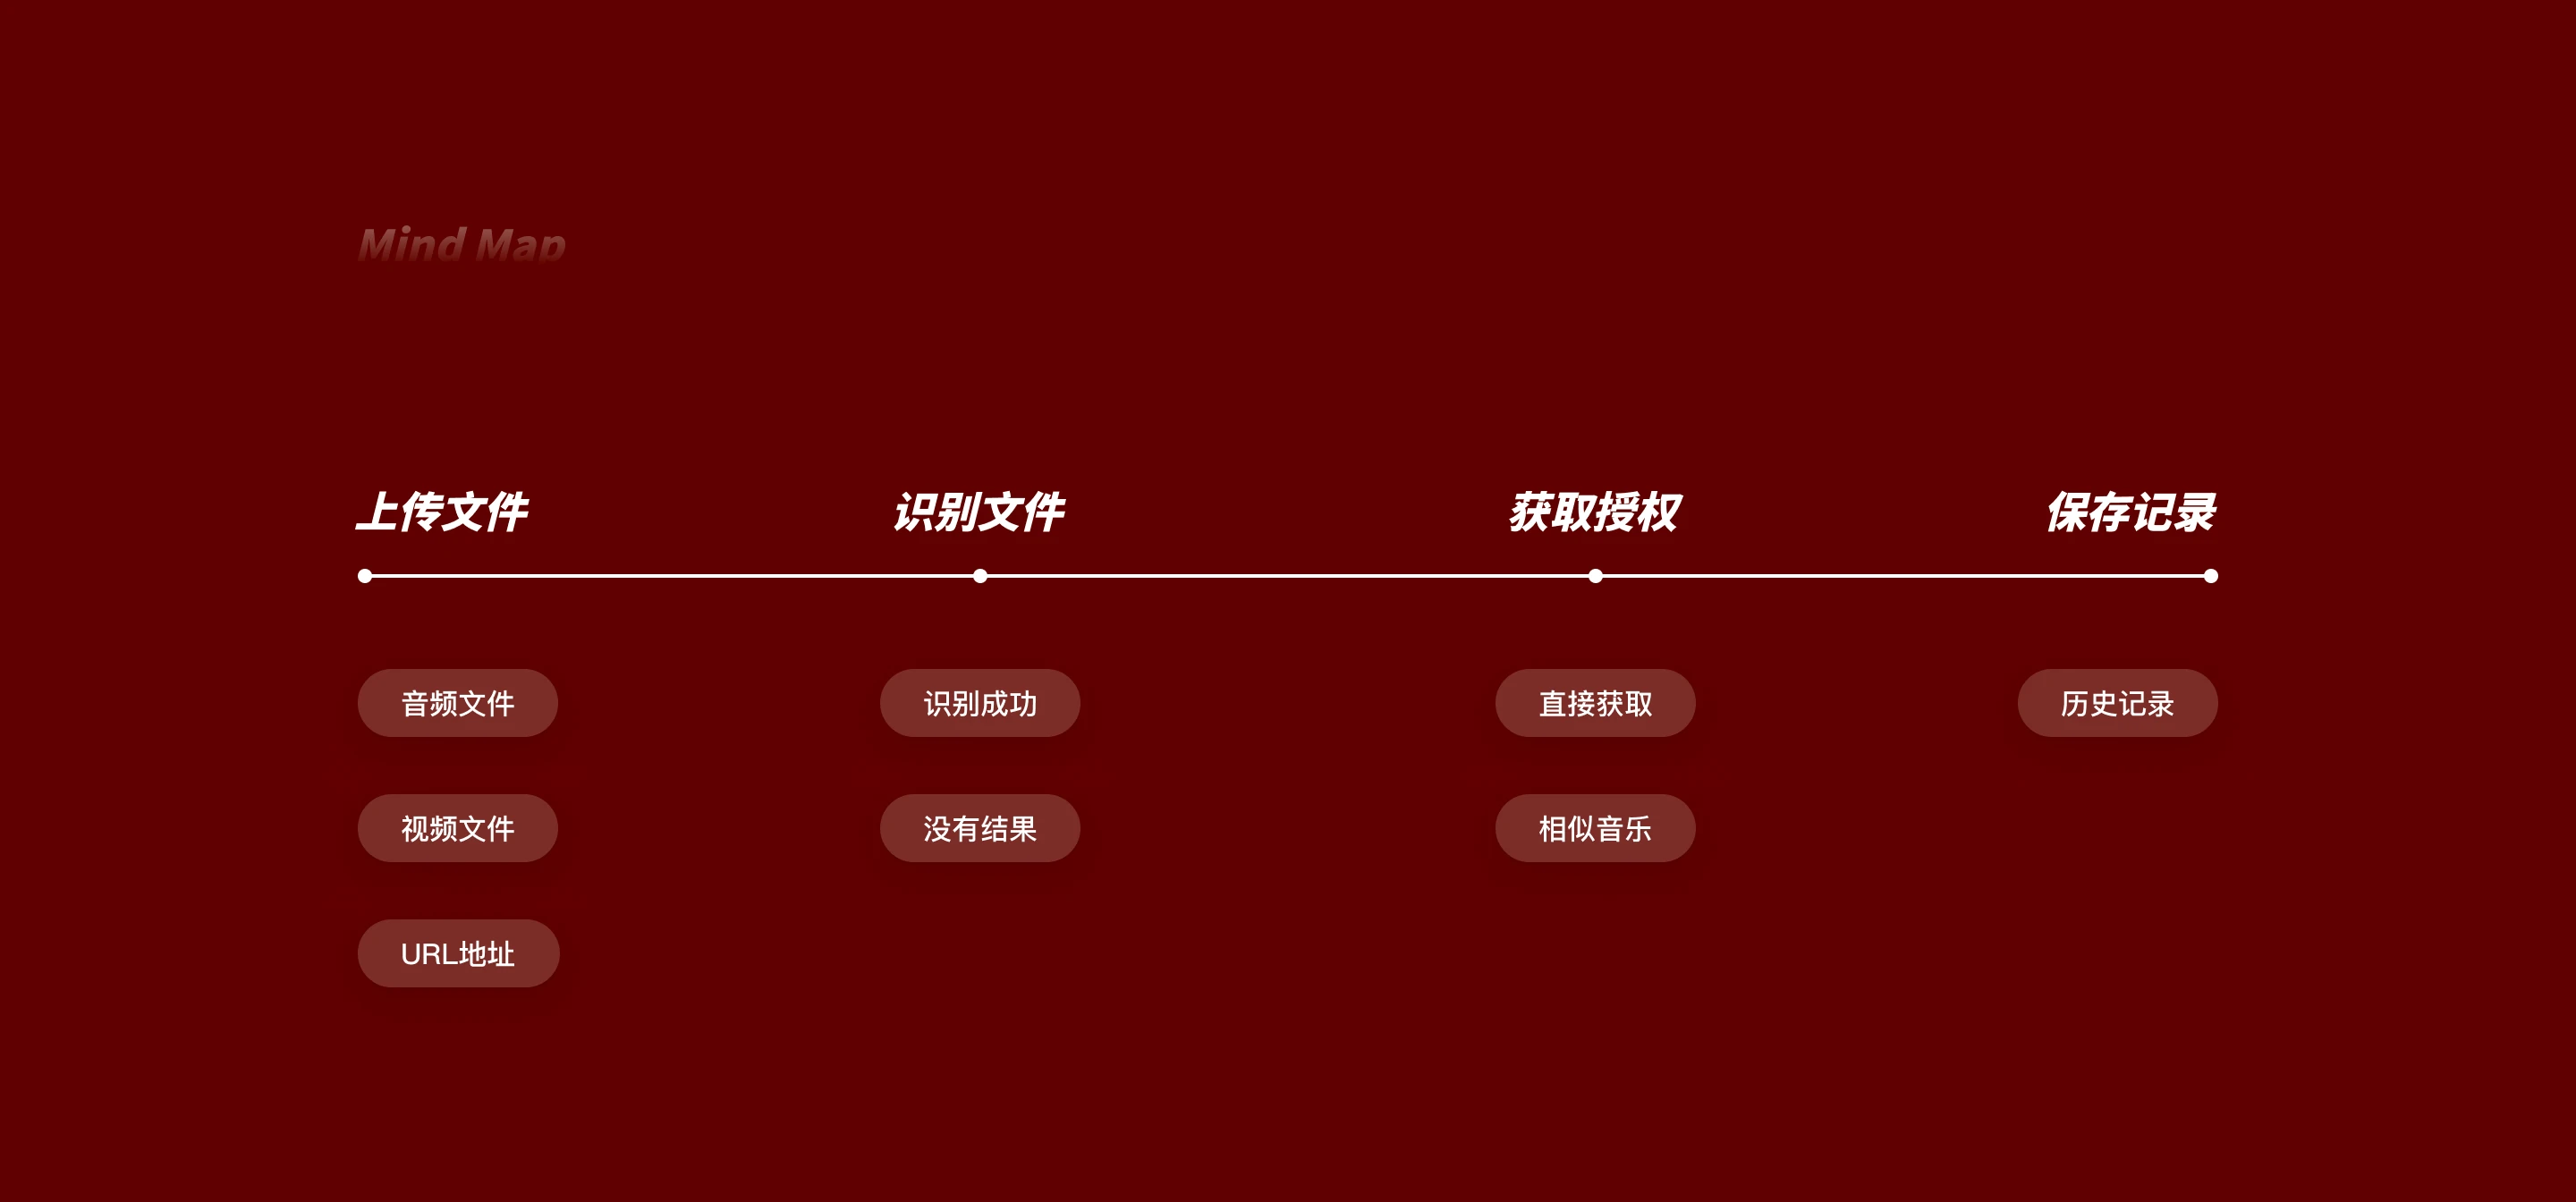 Mind Map
上传文件
识别文件
获取授权
保存记录
音频文件
识别成功
直接获取
历史记录
视频文件
没有结果
相似音乐
URL地址